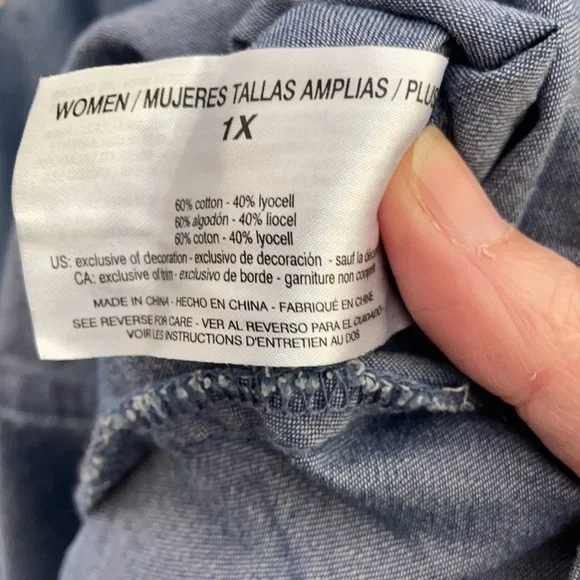 WOMEN / MUJERES TALLAS AMPLIAS / PLUS
1X
60% cotton - 40% lyocell
60% algodón - 40% liocel
60% coton - 40% lyocell
US: exclusive of decoration - exclusivo de decoración - sauf la
CA: exclusive of trim - exclusivo de borde - garniture non
MADE IN CHINA - HECHO EN CHINA - FABRIQUÉ EN CHINE
SEE REVERSE FOR CARE - VER AL REVERSO PARA EL CUIDADO -
VOIR LES INSTRUCTIONS D'ENTRETIEN AU DOS